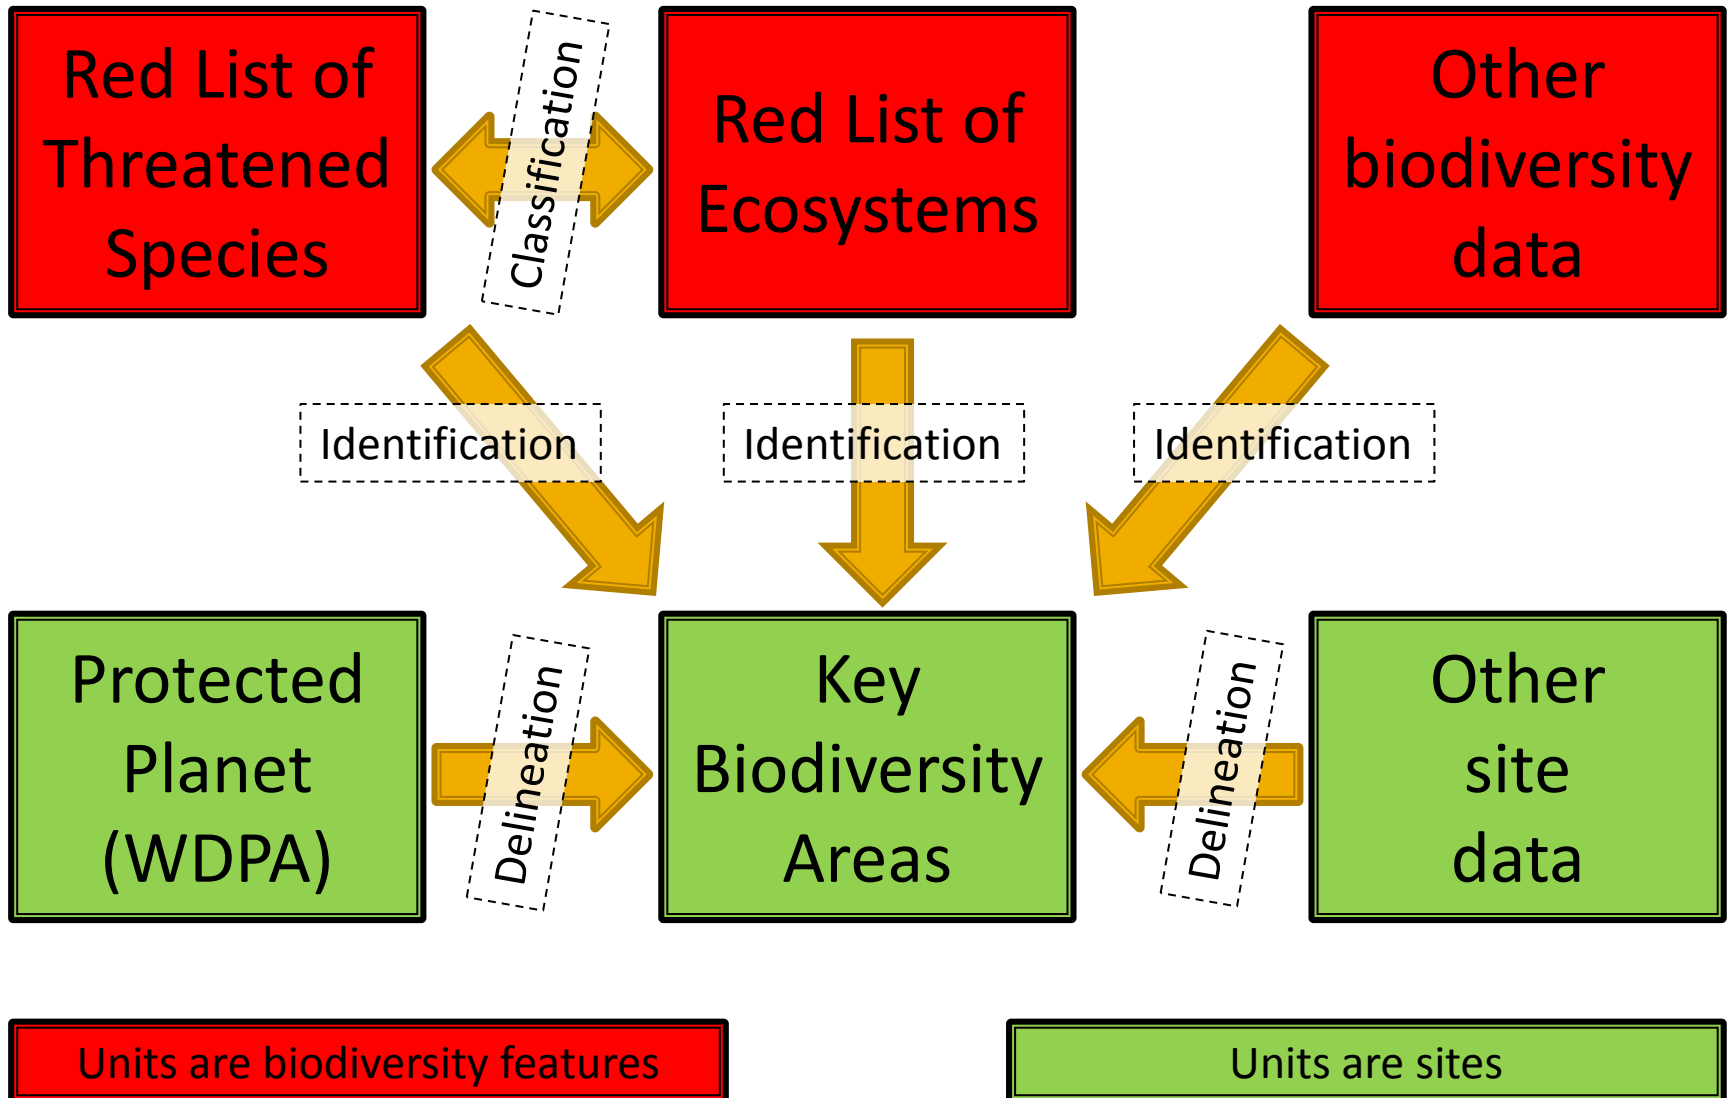 Red List of
Threatened
Species
Classification
Red List of
Ecosystems
Other
biodiversity
data
Identification
Identification
Identification
Protected
Planet
(WDPA)
Delineation
Key
Biodiversity
Areas
Delineation
Other
site
data
Units are biodiversity features
Units are sites